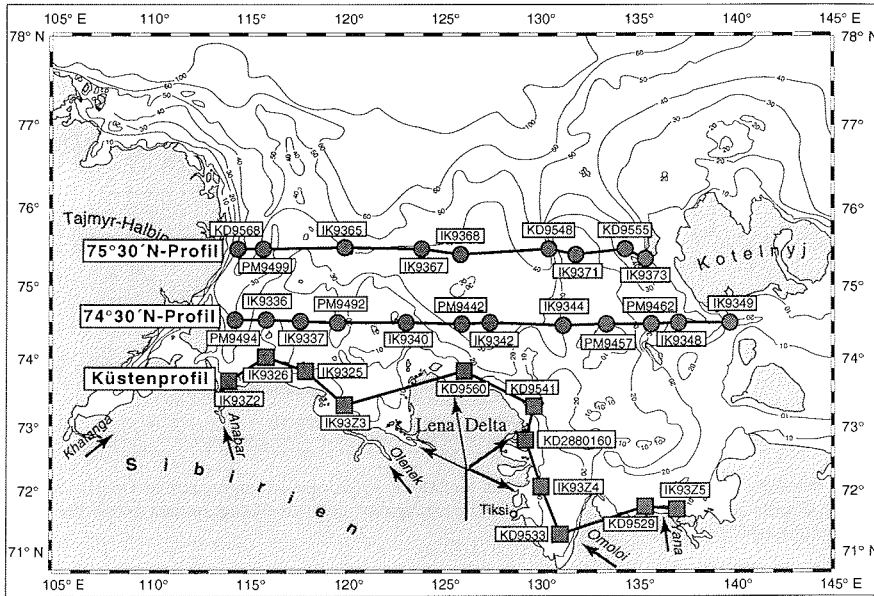 105° E 110° 115° 120° 125° 130° 135° 140° 145° E
78° N 78° N
77° 77°
76° 76°
Tajmyr-Halbin
KD9568 IK9365 IK9368 KD9548 KD9555
75°30´N-Profil
PM9499 IK9367 IK9371 IK9373
Kotelnyj
75° 75°
IK9336 PM9492 PM9442 IK9344 PM9462 IK9349
74°30´N-Profil
PM9494 IK9337 IK9340 IK9342 PM9457 IK9348
74° 74°
Küstenprofil
IK9326 IK9325
KD9560 KD9541
IK93Z2
IK93Z3
73° 73°
Khatanga
Anabar
Lena Delta
KD2880160
Olenek
Sibirien
72° 72°
IK93Z4 IK93Z5
Tiksi
KD9533 KD9529
Omoloi
Yana
71° N 71° N
105° E 110° 115° 120° 125° 130° 135° 140° 145° E